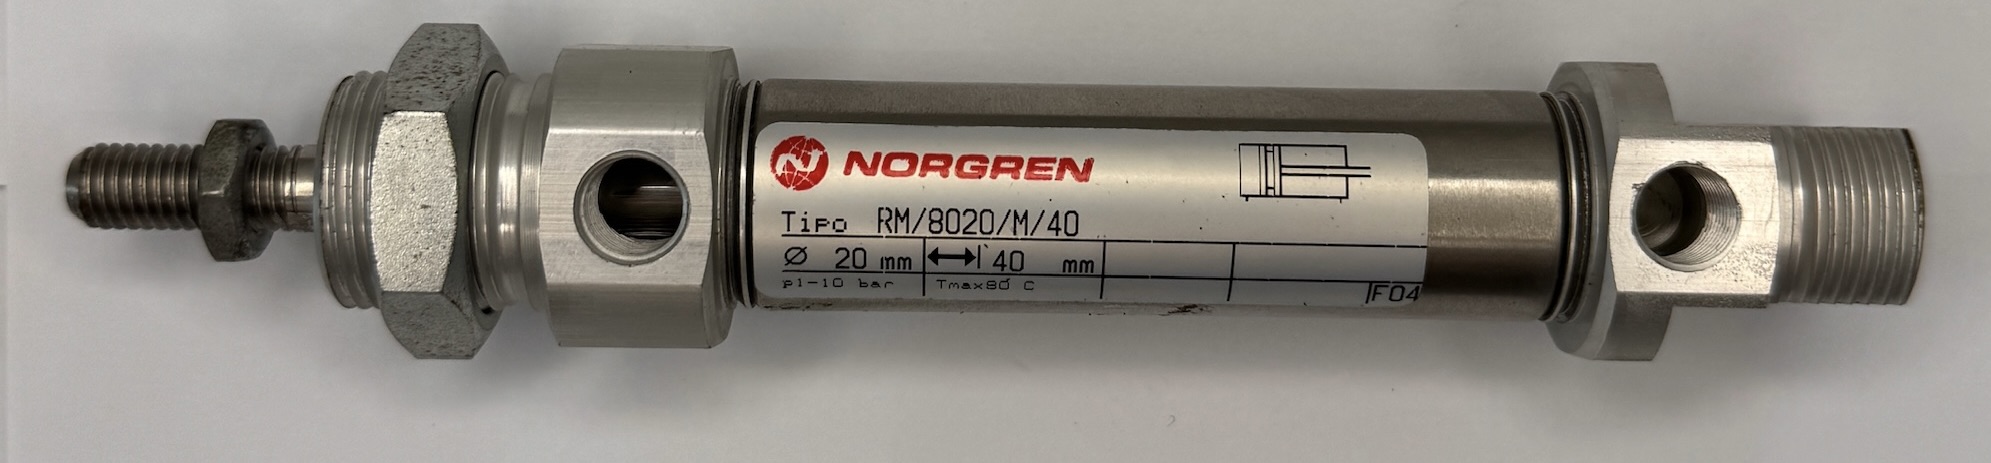 NORGREN
Tipo RM/8020/M/40
Ø 20 mm 40 mm
p1-10 bar Tmax80°C
F04